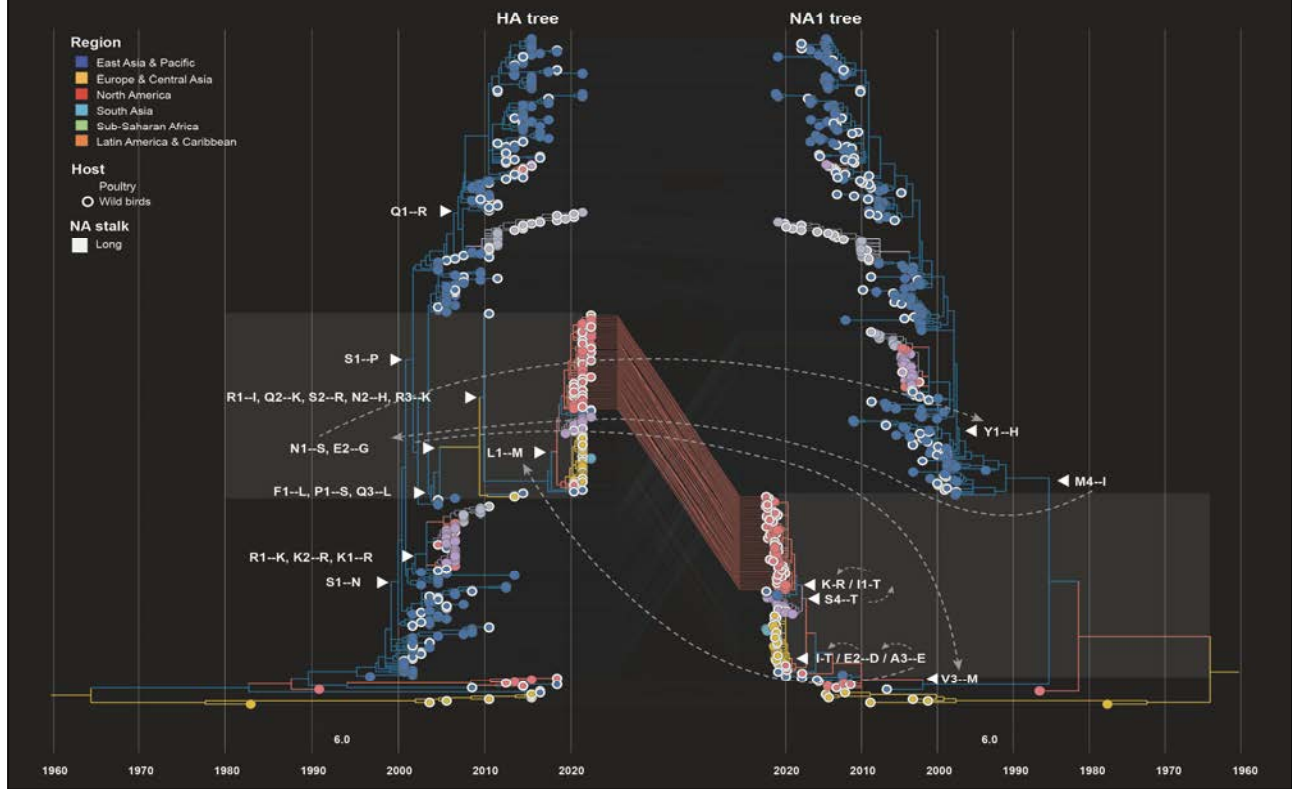 HA tree
NA1 tree
Region
East Asia & Pacific
Europe & Central Asia
North America
South Asia
Sub-Saharan Africa
Latin America & Caribbean
Host
Poultry
Wild birds
NA stalk
Long
Q1--R
S1--P
R1--I, Q2--K, S2--R, N2--H, R3--K
N1--S, E2--G
L1--M
F1--L, P1--S, Q3--L
R1--K, K2--R, K1--R
S1--N
Y1--H
M4--I
K-R / I1-T
S4--T
I-T / E2--D / A3--E
V3--M
6.0
6.0
1960 1970 1980 1990 2000 2010 2020 2020 2010 2000 1990 1980 1970 1960